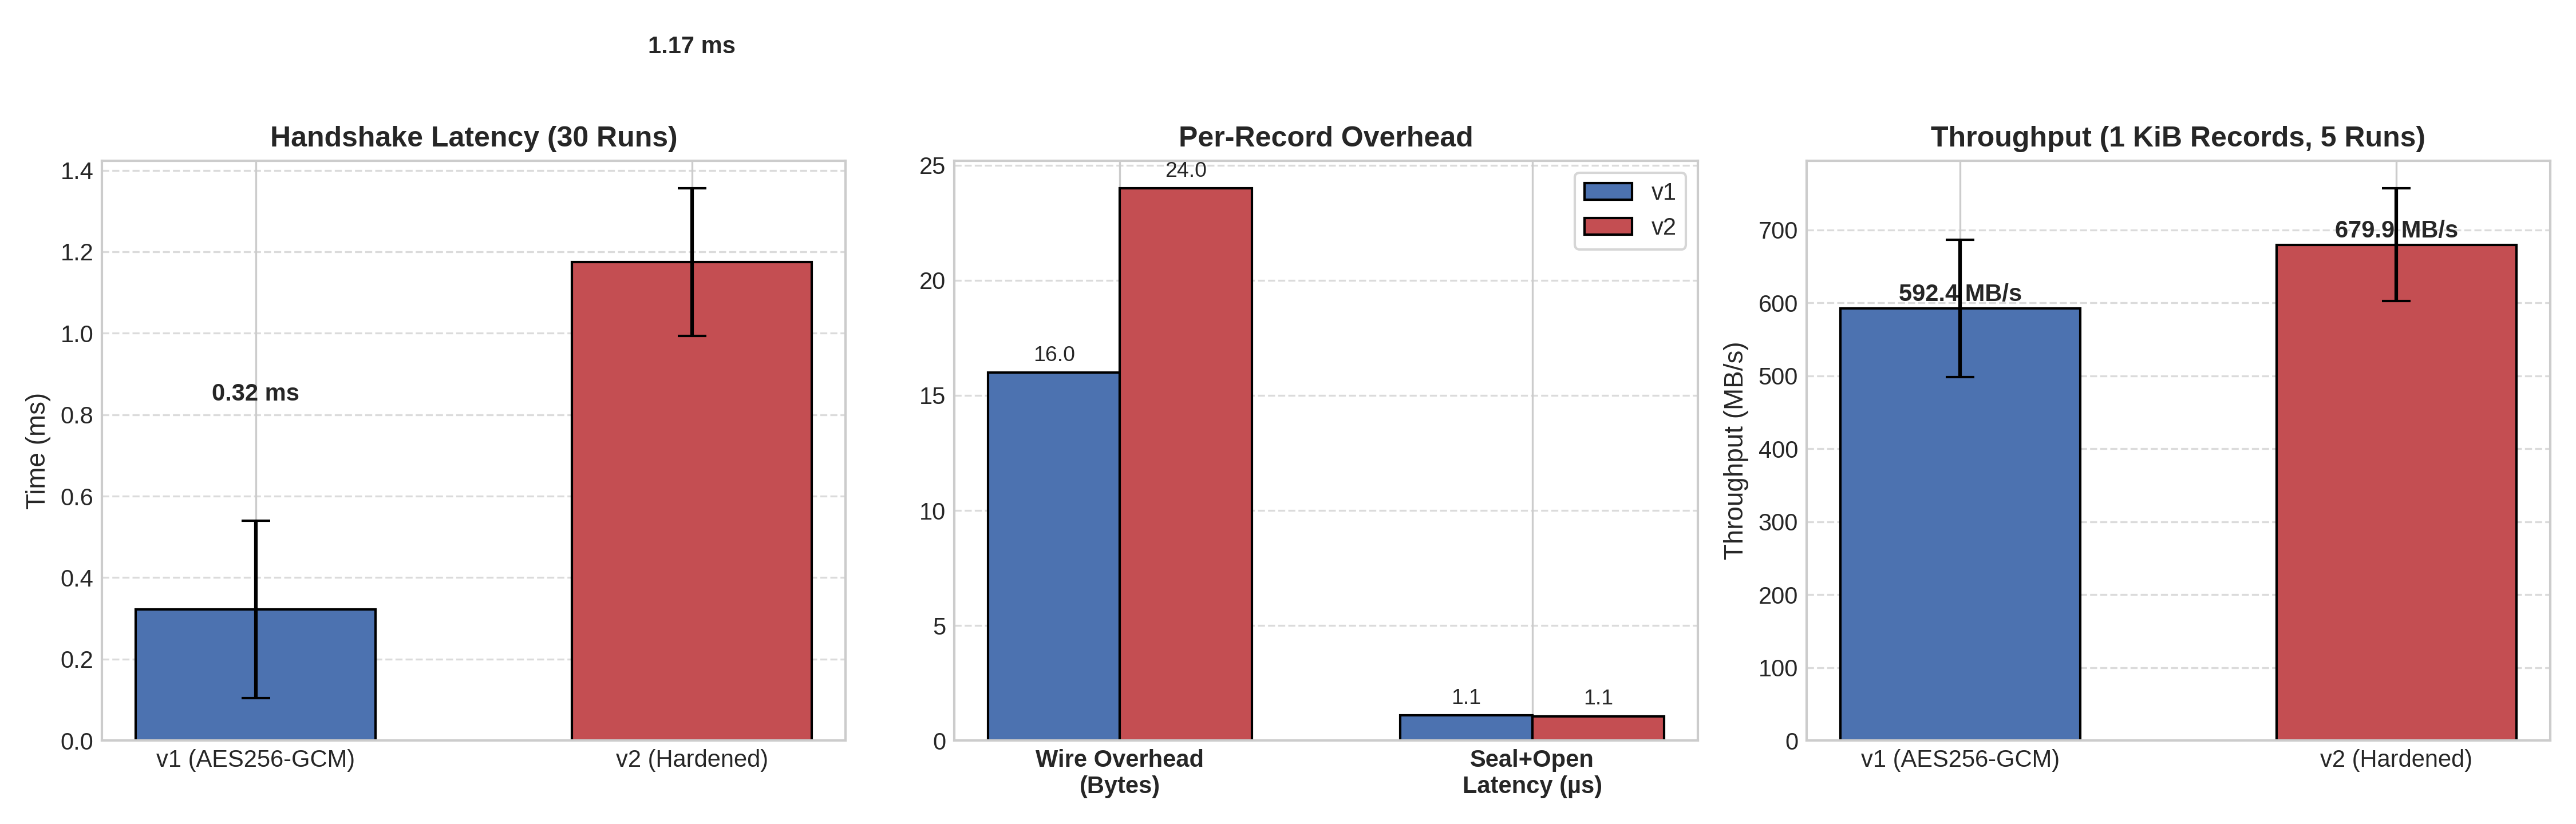 1.17 ms
Handshake Latency (30 Runs)
Time (ms)
1.4
1.2
1.0
0.8
0.6
0.4
0.2
0.0
0.32 ms
v1 (AES256-GCM)
v2 (Hardened)
Per-Record Overhead
25
20
15
10
5
0
16.0
24.0
1.1
1.1
v1
v2
Wire Overhead
(Bytes)
Seal+Open
Latency (µs)
Throughput (1 KiB Records, 5 Runs)
Throughput (MB/s)
700
600
500
400
300
200
100
0
592.4 MB/s
679.9 MB/s
v1 (AES256-GCM)
v2 (Hardened)